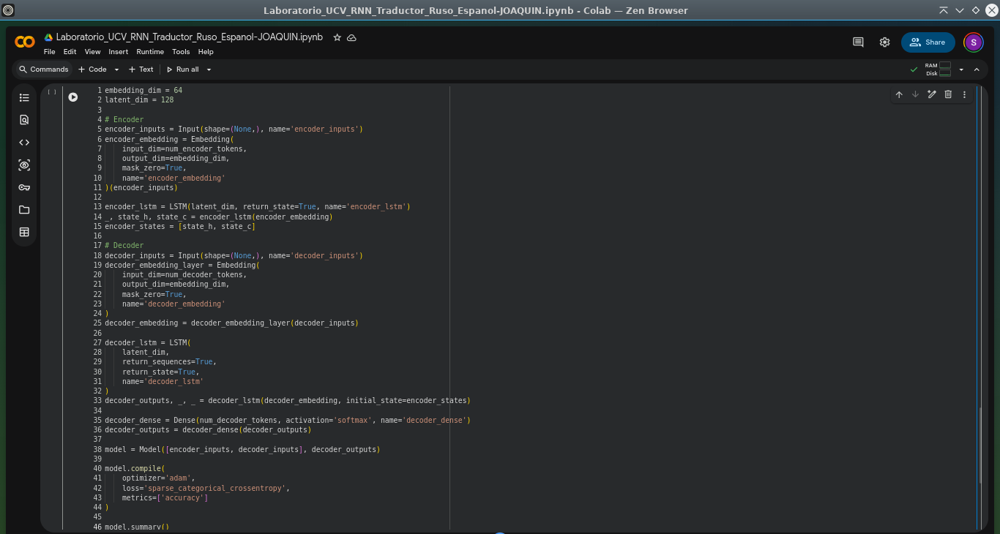 Laboratorio_UCV_RNN_Traductor_Ruso_Espanol-JOAQUIN.ipynb - Colab — Zen Browser
Laboratorio_UCV_RNN_Traductor_Ruso_Espanol-JOAQUIN.ipynb
File Edit View Insert Runtime Tools Help
Share
S
Commands + Code + Text Run all
RAM
Disk
[ ]
1 embedding_dim = 64
2 latent_dim = 128
3
4 # Encoder
5 encoder_inputs = Input(shape=(None,), name='encoder_inputs')
6 encoder_embedding = Embedding(
7     input_dim=num_encoder_tokens,
8     output_dim=embedding_dim,
9     mask_zero=True,
10     name='encoder_embedding'
11 )(encoder_inputs)
12
13 encoder_lstm = LSTM(latent_dim, return_state=True, name='encoder_lstm')
14 _, state_h, state_c = encoder_lstm(encoder_embedding)
15 encoder_states = [state_h, state_c]
16
17 # Decoder
18 decoder_inputs = Input(shape=(None,), name='decoder_inputs')
19 decoder_embedding_layer = Embedding(
20     input_dim=num_decoder_tokens,
21     output_dim=embedding_dim,
22     mask_zero=True,
23     name='decoder_embedding'
24 )
25 decoder_embedding = decoder_embedding_layer(decoder_inputs)
26
27 decoder_lstm = LSTM(
28     latent_dim,
29     return_sequences=True,
30     return_state=True,
31     name='decoder_lstm'
32 )
33 decoder_outputs, _, _ = decoder_lstm(decoder_embedding, initial_state=encoder_states)
34
35 decoder_dense = Dense(num_decoder_tokens, activation='softmax', name='decoder_dense')
36 decoder_outputs = decoder_dense(decoder_outputs)
37
38 model = Model([encoder_inputs, decoder_inputs], decoder_outputs)
39
40 model.compile(
41     optimizer='adam',
42     loss='sparse_categorical_crossentropy',
43     metrics=['accuracy']
44 )
45
46 model.summary()